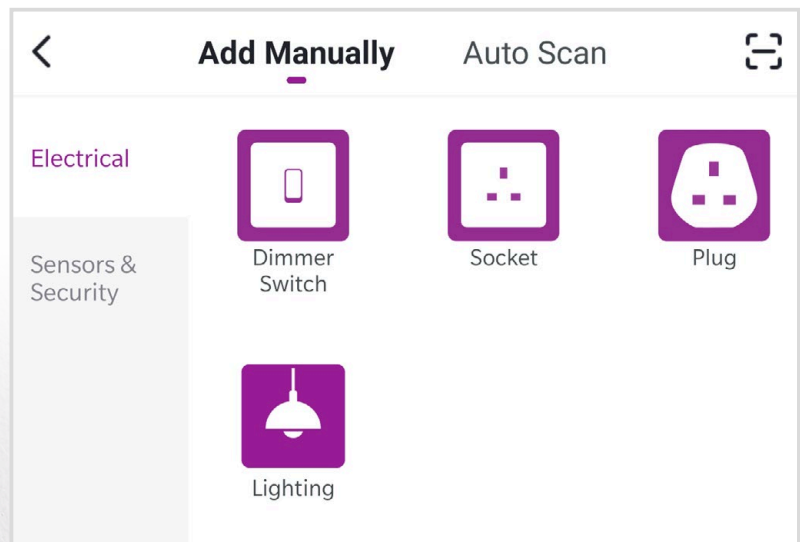 Add Manually Auto Scan
Electrical
Sensors &
Security
Dimmer
Switch
Socket
Plug
Lighting